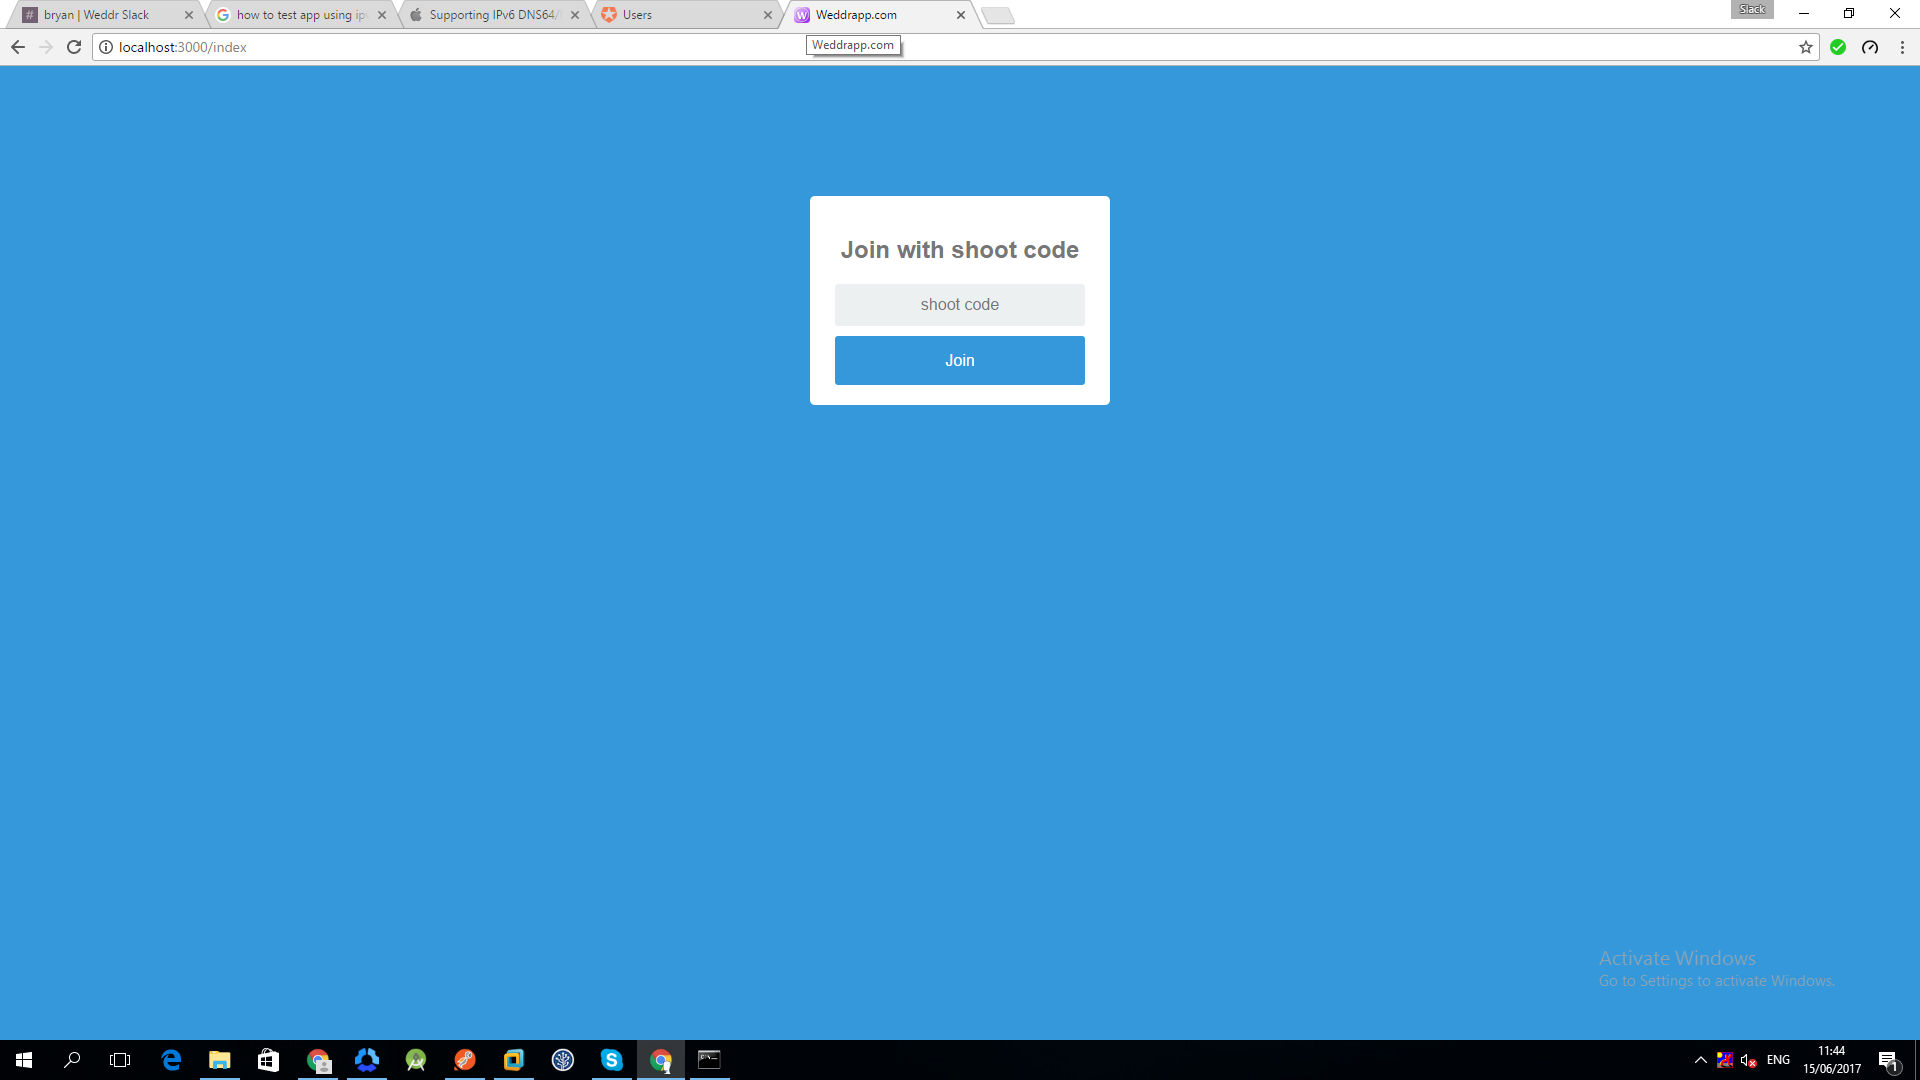 bryan | Weddr Slack
how to test app using ip
Supporting IPv6 DNS64/
Users
Weddrapp.com
Slack
localhost:3000/index
Weddrapp.com
Join with shoot code
shoot code
Join
Activate Windows
Go to Settings to activate Windows.
ENG
11:44
15/06/2017
1